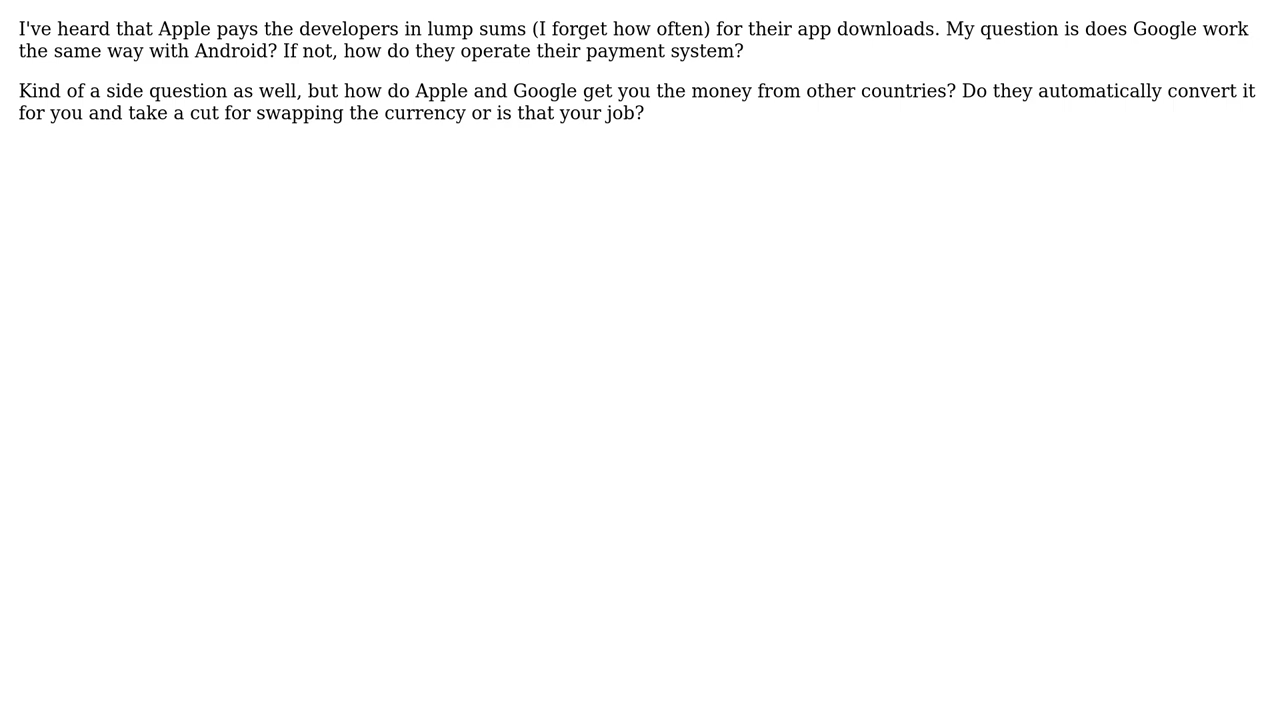 I've heard that Apple pays the developers in lump sums (I forget how often) for their app downloads. My question is does Google work
the same way with Android? If not, how do they operate their payment system?
Kind of a side question as well, but how do Apple and Google get you the money from other countries? Do they automatically convert it
for you and take a cut for swapping the currency or is that your job?